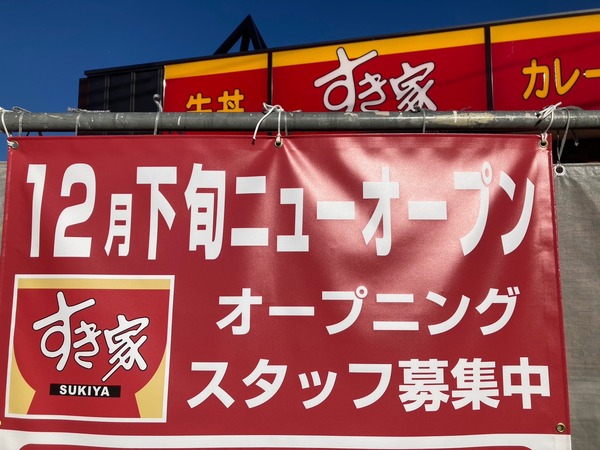 牛丼 すき家 カレー
12月下旬ニューオープン
オープニング
スタッフ募集中
すき家
SUKIYA